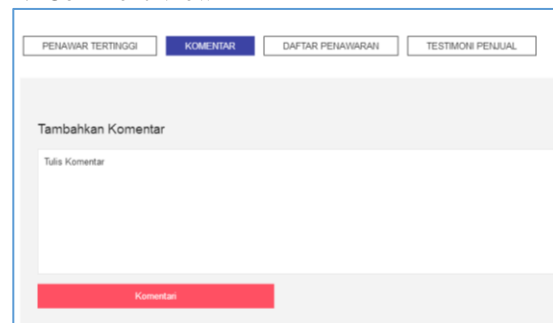 PENAWAR TERTINGGI KOMENTAR DAFTAR PENAWARAN TESTIMONI PENJUAL
Tambahkan Komentar
Tulis Komentar
Komentari